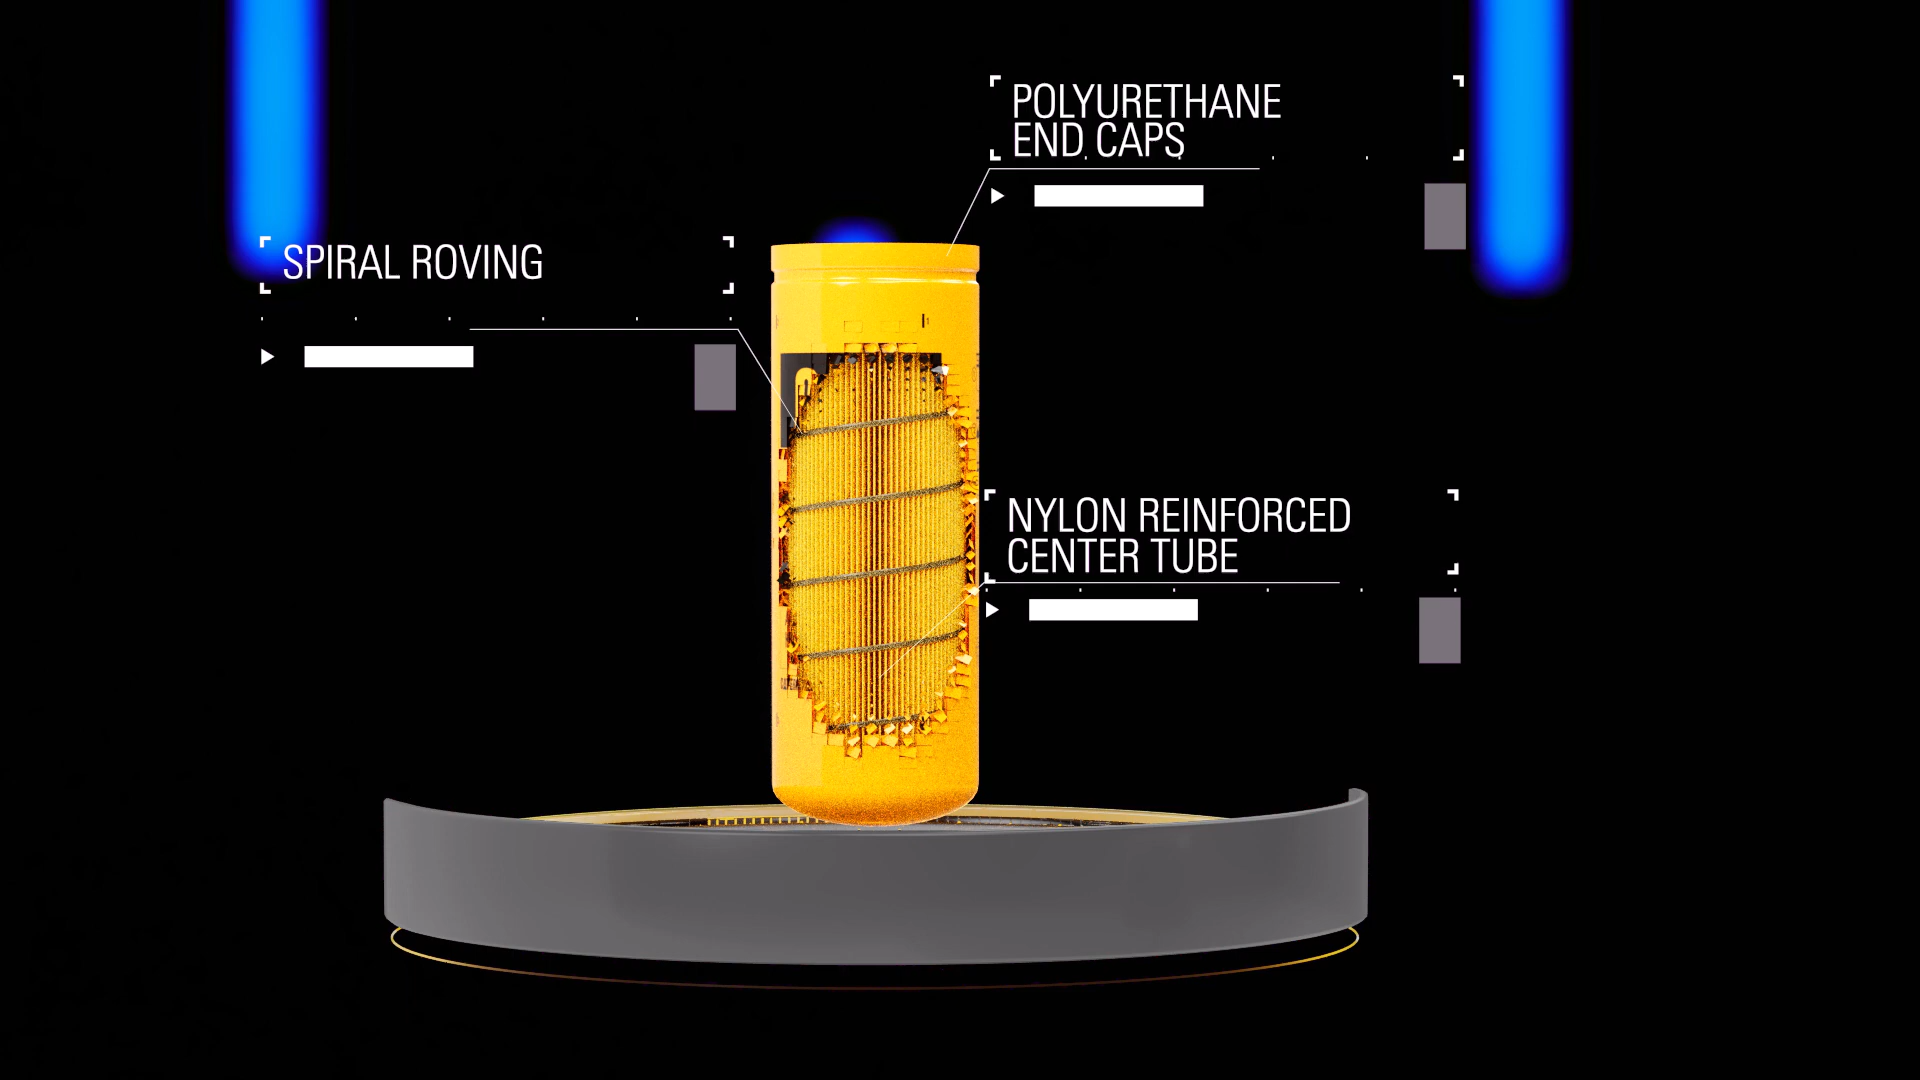 POLYURETHANE
END CAPS
SPIRAL ROVING
NYLON REINFORCED
CENTER TUBE